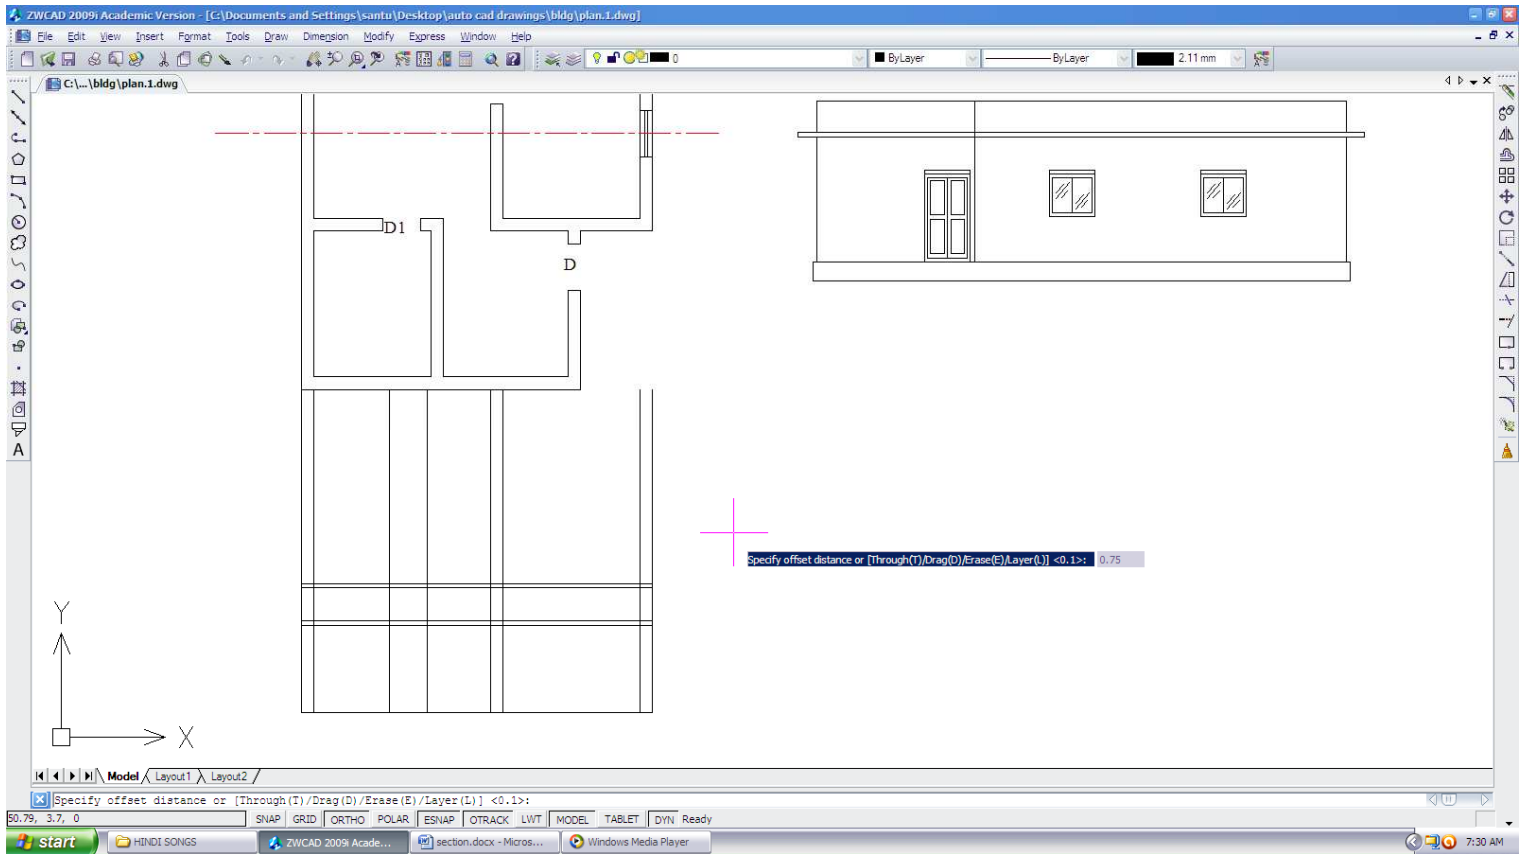 ZWCAD 2009i Academic Version - [C:\Documents and Settings\santu\Desktop\auto cad drawings\bldg\plan.1.dwg]
File Edit View Insert Format Tools Draw Dimension Modify Express Window Help
0 ByLayer ByLayer 2.11 mm
C:\...\bldg\plan.1.dwg
D1
D
Specify offset distance or [Through(T)/Drag(D)/Erase(E)/Layer(L)] <0.1>: 0.75
Y
X
Model Layout1 Layout2
Specify offset distance or [Through(T)/Drag(D)/Erase(E)/Layer(L)] <0.1>:
50.79, 3.7, 0 SNAP GRID ORTHO POLAR ESNAP OTRACK LWT MODEL TABLET DYN Ready
start HINDI SONGS ZWCAD 2009i Acade... section.docx - Micros... Windows Media Player 7:30 AM